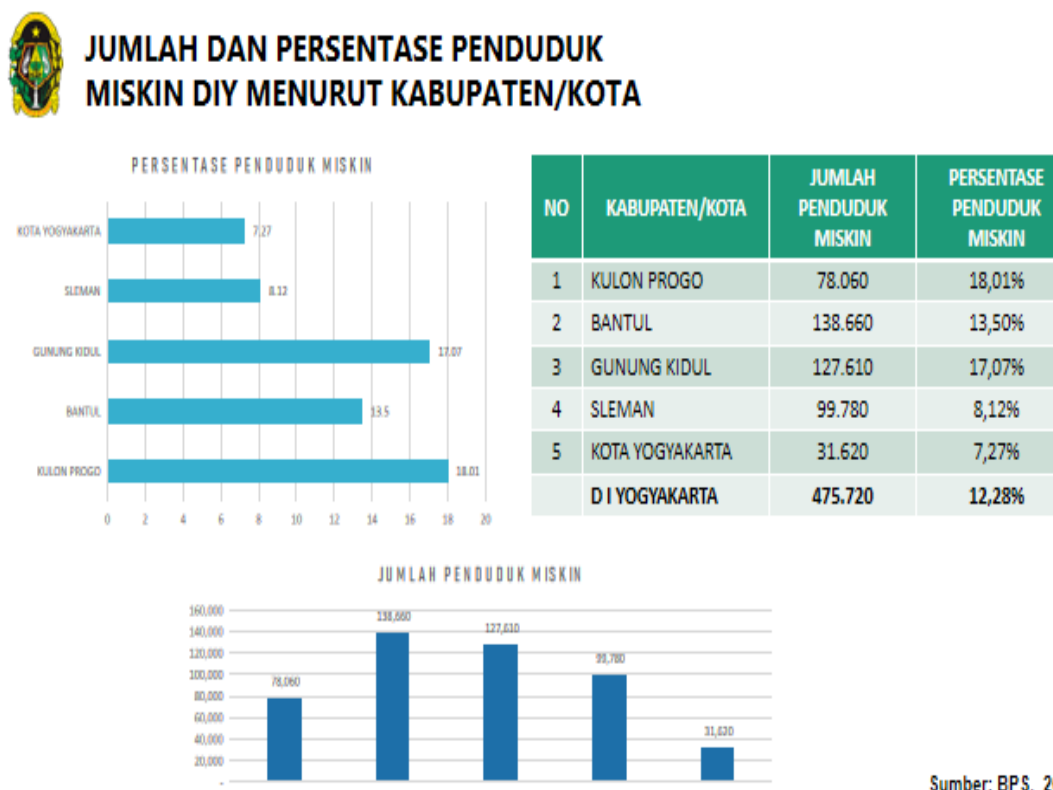 JUMLAH DAN PERSENTASE PENDUDUK
MISKIN DIY MENURUT KABUPATEN/KOTA
PERSENTASE PENDUDUK MISKIN
KOTA YOGYAKARTA 7.27
SLEMAN 8.12
GUNUNG KIDUL 17.07
BANTUL 13.5
KULON PROGO 18.01
0 2 4 6 8 10 12 14 16 18 20
NO KABUPATEN/KOTA JUMLAH PENDUDUK MISKIN PERSENTASE PENDUDUK MISKIN
1 KULON PROGO 78.060 18,01%
2 BANTUL 138.660 13,50%
3 GUNUNG KIDUL 127.610 17,07%
4 SLEMAN 99.780 8,12%
5 KOTA YOGYAKARTA 31.620 7,27%
D I YOGYAKARTA 475.720 12,28%
JUMLAH PENDUDUK MISKIN
160,000
140,000
120,000
100,000
80,000
60,000
40,000
20,000
-
78,060 138,660 127,610 99,780 31,620
Sumber: BPS,